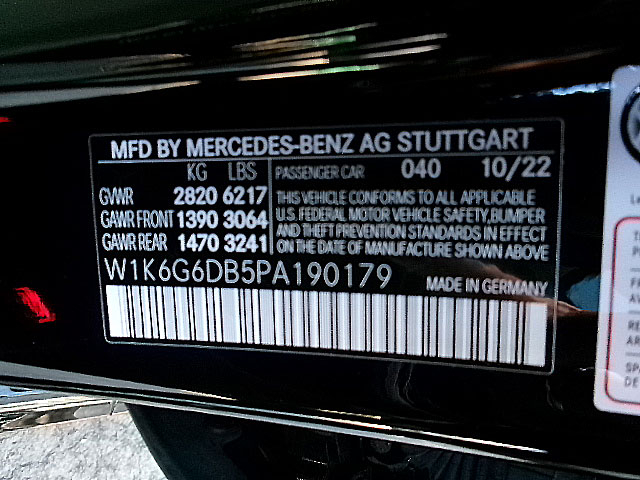 MFD BY MERCEDES-BENZ AG STUTTGART
KG LBS
GVWR 2820 6217
GAWR FRONT 1390 3064
GAWR REAR 1470 3241
PASSENGER CAR 040 10/22
THIS VEHICLE CONFORMS TO ALL APPLICABLE
U.S. FEDERAL MOTOR VEHICLE SAFETY, BUMPER
AND THEFT PREVENTION STANDARDS IN EFFECT
ON THE DATE OF MANUFACTURE SHOWN ABOVE
W1K6G6DB5PA190179
MADE IN GERMANY